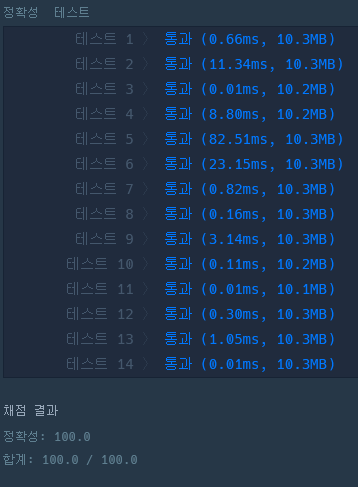 정확성 테스트
테스트 1 〉 통과 (0.66ms, 10.3MB)
테스트 2 〉 통과 (11.34ms, 10.3MB)
테스트 3 〉 통과 (0.01ms, 10.2MB)
테스트 4 〉 통과 (8.80ms, 10.2MB)
테스트 5 〉 통과 (82.51ms, 10.3MB)
테스트 6 〉 통과 (23.15ms, 10.3MB)
테스트 7 〉 통과 (0.82ms, 10.3MB)
테스트 8 〉 통과 (0.16ms, 10.3MB)
테스트 9 〉 통과 (3.14ms, 10.3MB)
테스트 10 〉 통과 (0.11ms, 10.2MB)
테스트 11 〉 통과 (0.01ms, 10.1MB)
테스트 12 〉 통과 (0.30ms, 10.3MB)
테스트 13 〉 통과 (1.05ms, 10.3MB)
테스트 14 〉 통과 (0.01ms, 10.3MB)
채점 결과
정확성: 100.0
합계: 100.0 / 100.0